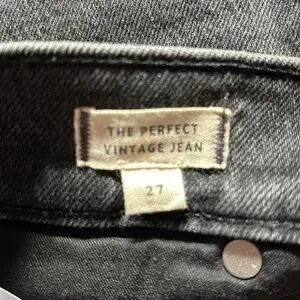 THE PERFECT
VINTAGE JEAN
27